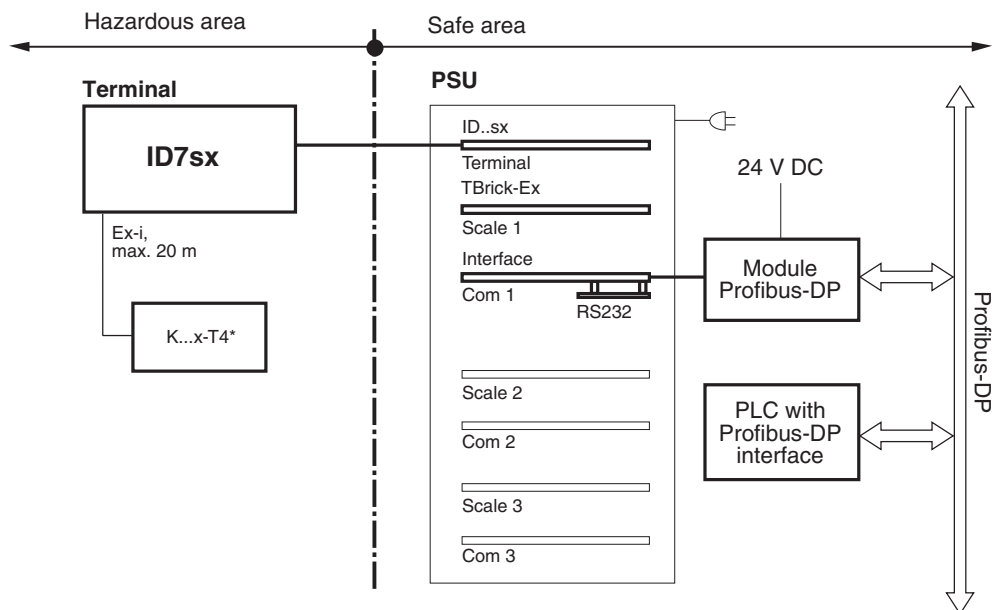 Hazardous area
Safe area
Terminal
PSU
ID7sx
ID..sx
Terminal
TBrick-Ex
Scale 1
Interface
Com 1
RS232
24 V DC
Ex-i,
max. 20 m
K...x-T4*
Module
Profibus-DP
Scale 2
Com 2
PLC with
Profibus-DP
interface
Scale 3
Com 3
Profibus-DP